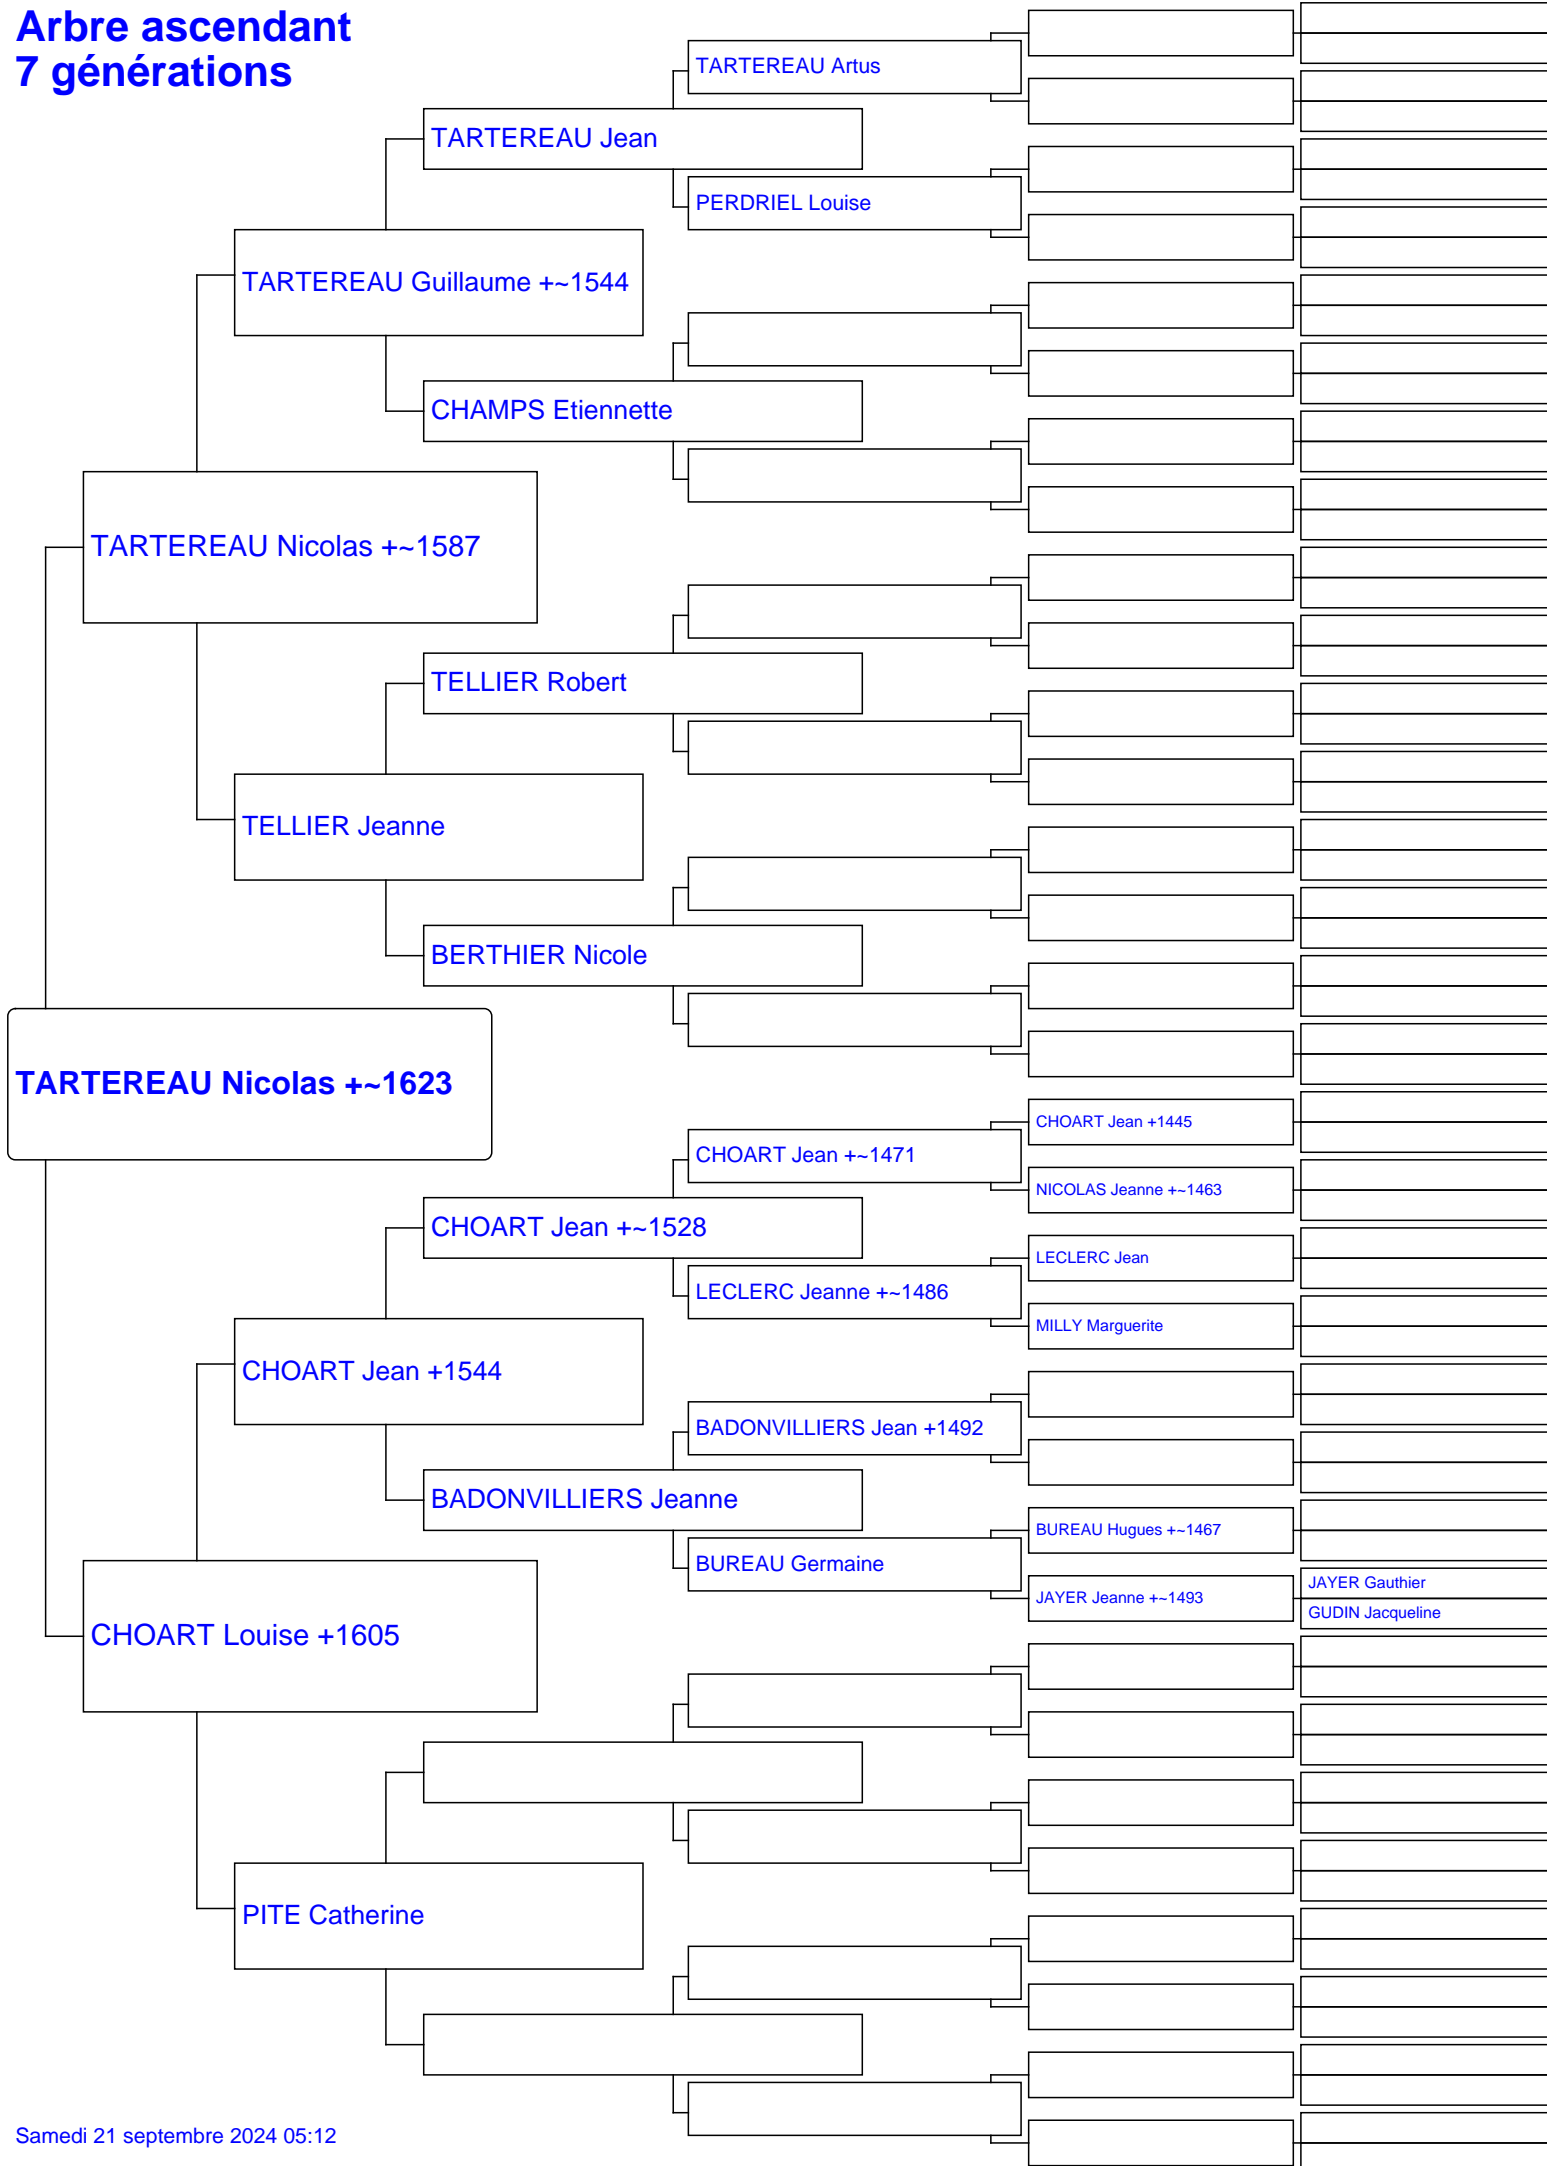 Arbre ascendant
7 générations
TARTEREAU Artus
TARTEREAU Jean
PERDRIEL Louise
TARTEREAU Guillaume +~1544
CHAMPS Etiennette
TARTEREAU Nicolas +~1587
TELLIER Robert
TELLIER Jeanne
BERTHIER Nicole
TARTEREAU Nicolas +~1623
CHOART Jean +1445
CHOART Jean +~1471
NICOLAS Jeanne +~1463
CHOART Jean +~1528
LECLERC Jean
LECLERC Jeanne +~1486
MILLY Marguerite
CHOART Jean +1544
BADONVILLIERS Jean +1492
BADONVILLIERS Jeanne
BUREAU Hugues +~1467
BUREAU Germaine
JAYER Gauthier
JAYER Jeanne +~1493
GUDIN Jacqueline
CHOART Louise +1605
PITE Catherine
Samedi 21 septembre 2024 05:12